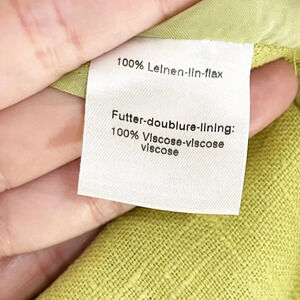 100% Leinen-lin-flax
Futter-doublure-lining:
100% Viscose-viscose
viscose